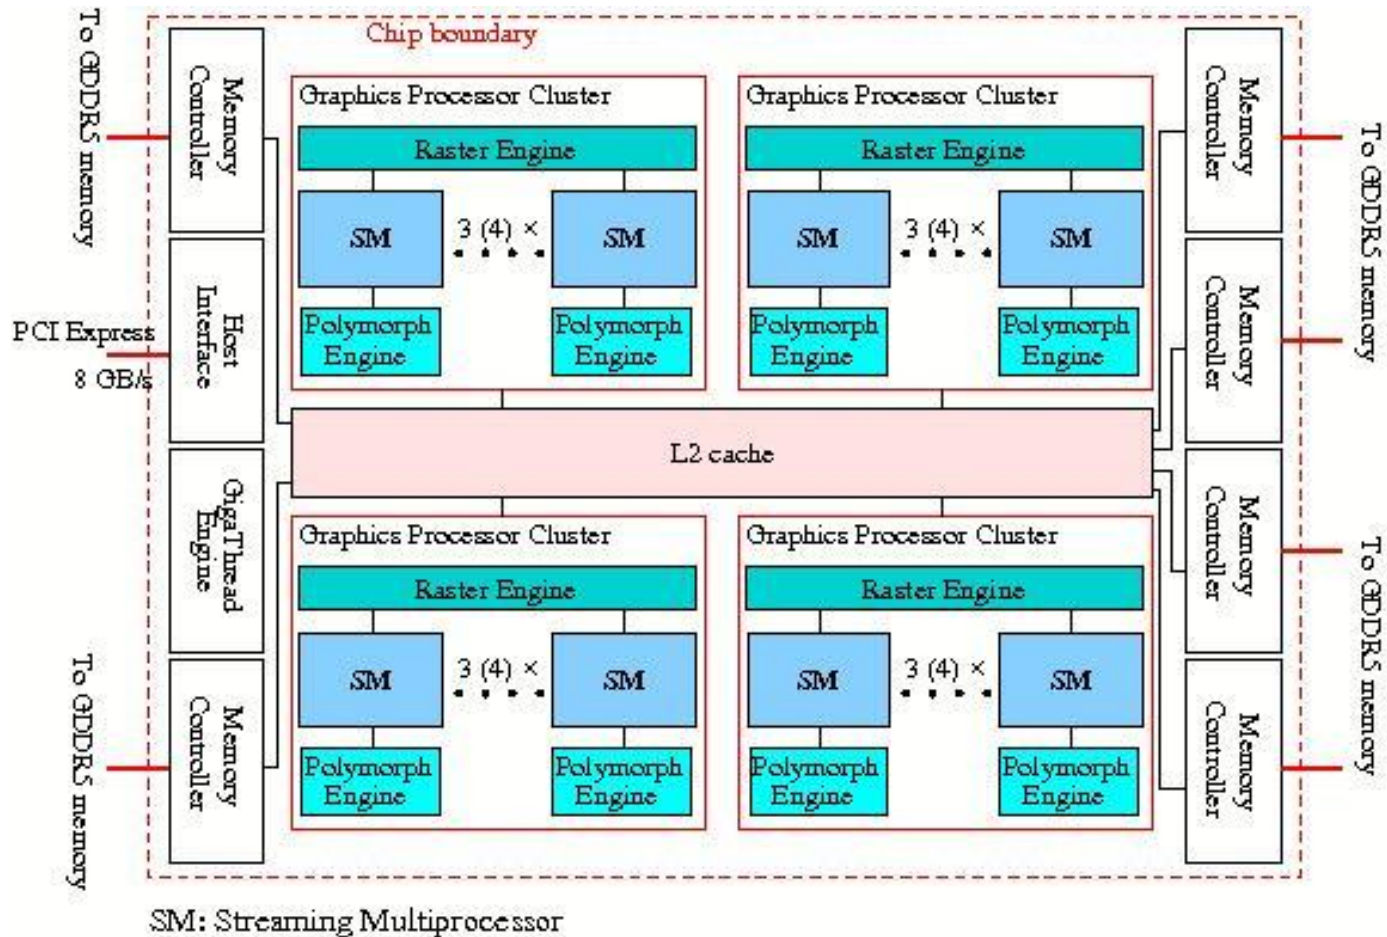 Chip boundary
To GDDR5 memory
Memory
Controller
Graphics Processor Cluster
Raster Engine
SM
3 (4) ×
SM
Polymorph
Engine
Polymorph
Engine
Graphics Processor Cluster
Raster Engine
SM
3 (4) ×
SM
Polymorph
Engine
Polymorph
Engine
Memory
Controller
To GDDR5 memory
PCI Express
8 GB/s
Host
Interface
Memory
Controller
L2 cache
GigaThread
Engine
Memory
Controller
To GDDR5 memory
To GDDR5 memory
Memory
Controller
Graphics Processor Cluster
Raster Engine
SM
3 (4) ×
SM
Polymorph
Engine
Polymorph
Engine
Graphics Processor Cluster
Raster Engine
SM
3 (4) ×
SM
Polymorph
Engine
Polymorph
Engine
Memory
Controller
SM: Streaming Multiprocessor